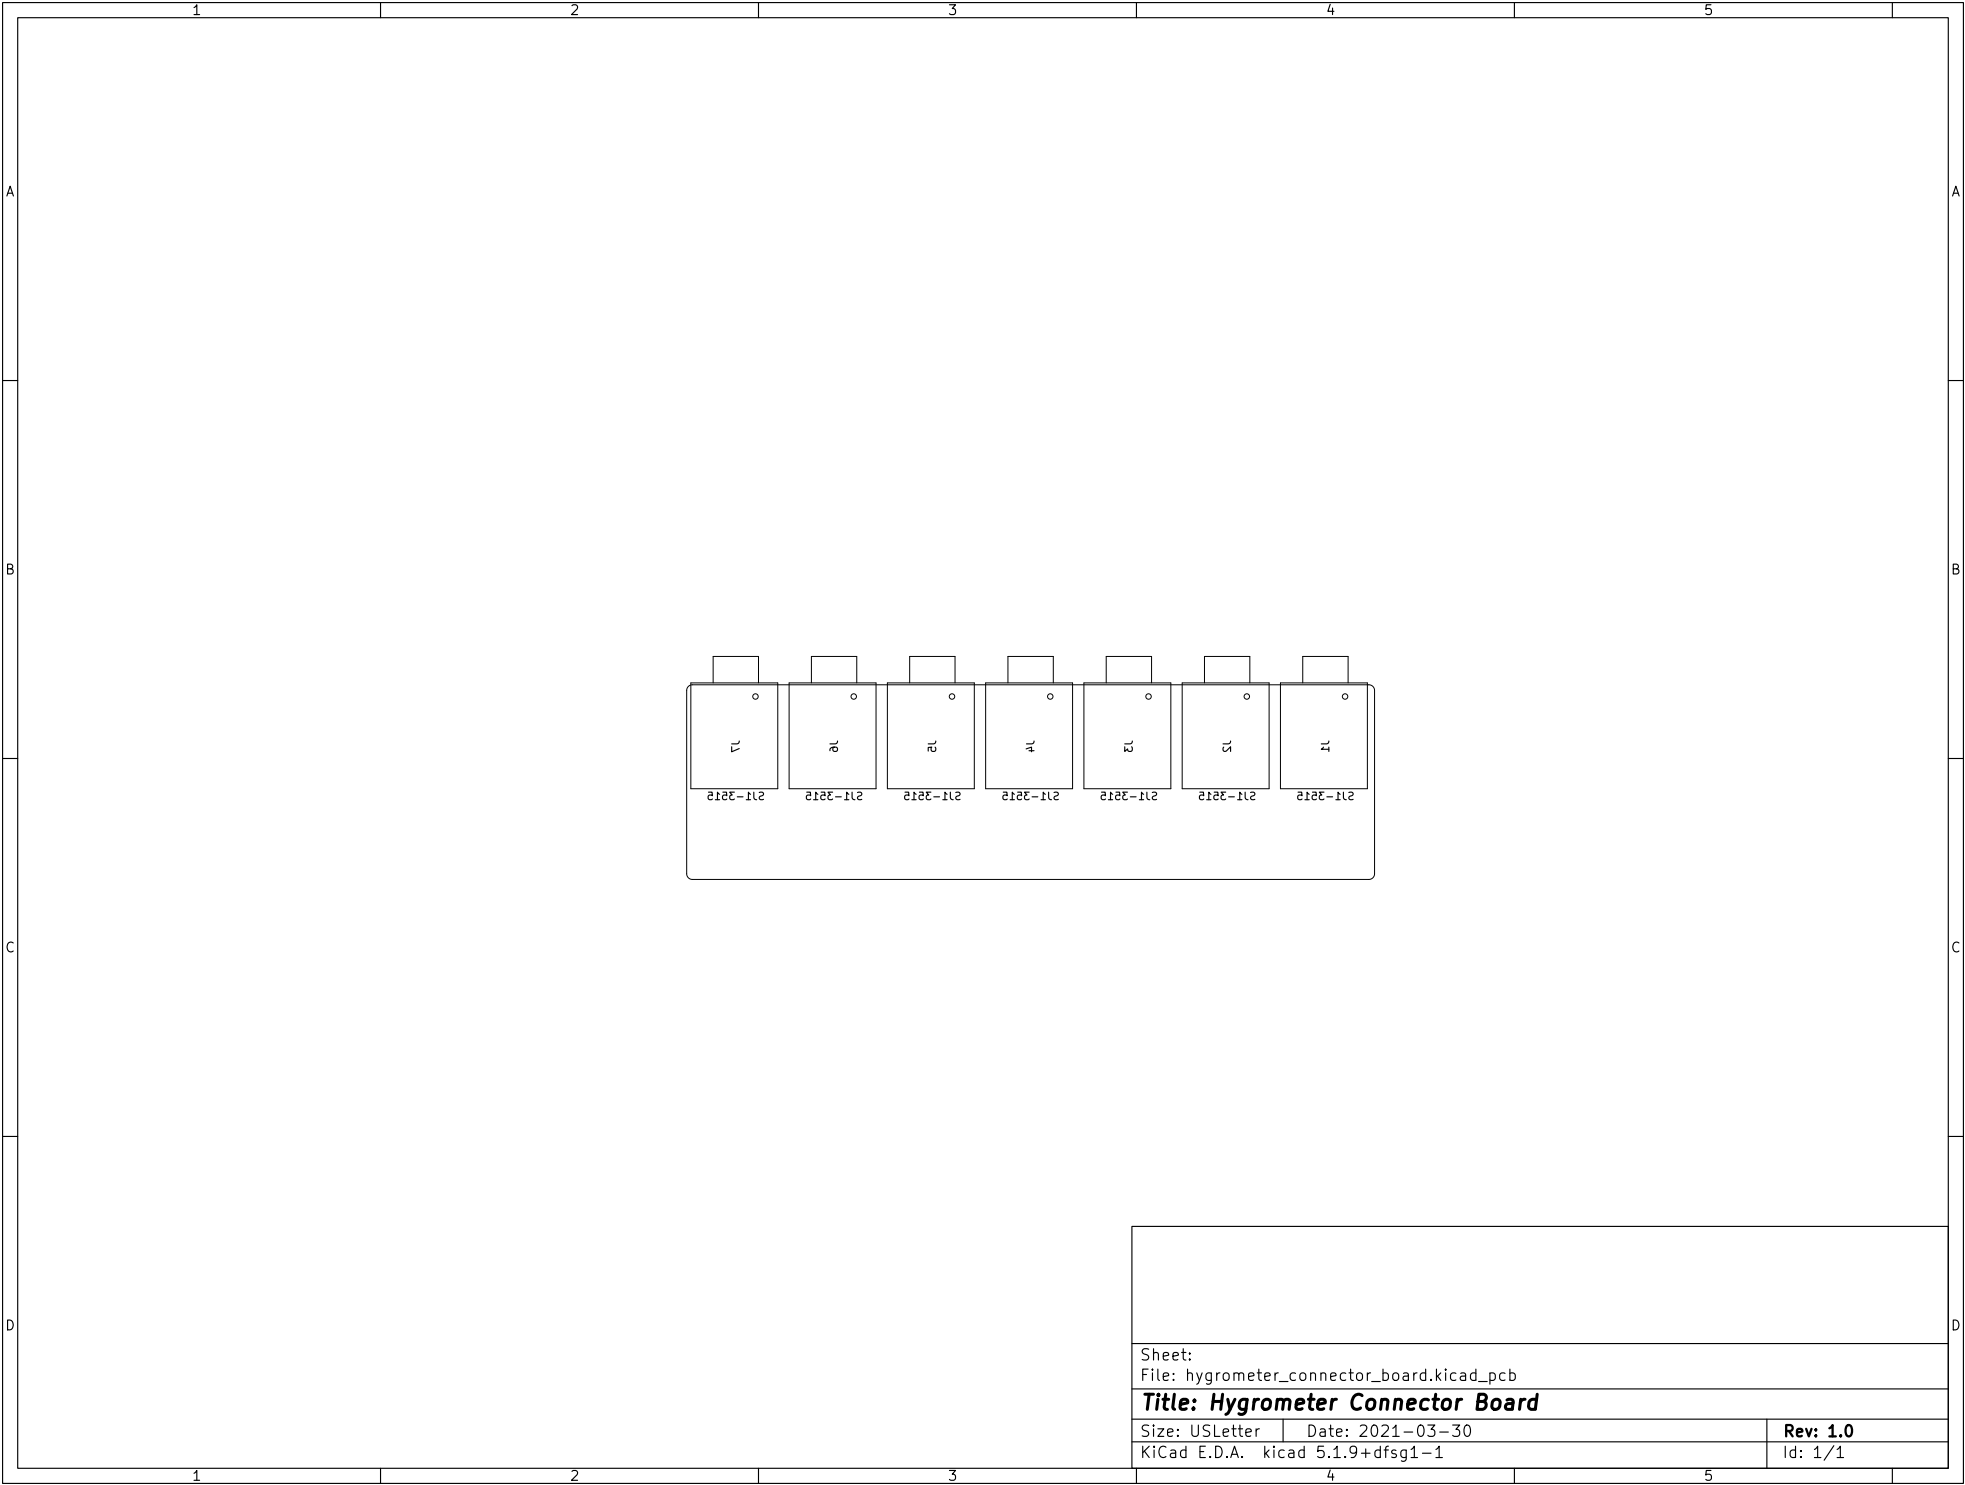 1 2 3 4 5
A A
B B
J7 J6 J5 J4 J3 J2 J1
SJ1-3515 SJ1-3515 SJ1-3515 SJ1-3515 SJ1-3515 SJ1-3515 SJ1-3515
C C
D D
Sheet:
File: hygrometer_connector_board.kicad_pcb
Title: Hygrometer Connector Board
Size: USLetter Date: 2021-03-30 Rev: 1.0
KiCad E.D.A. kicad 5.1.9+dfsg1-1 Id: 1/1
1 2 3 4 5